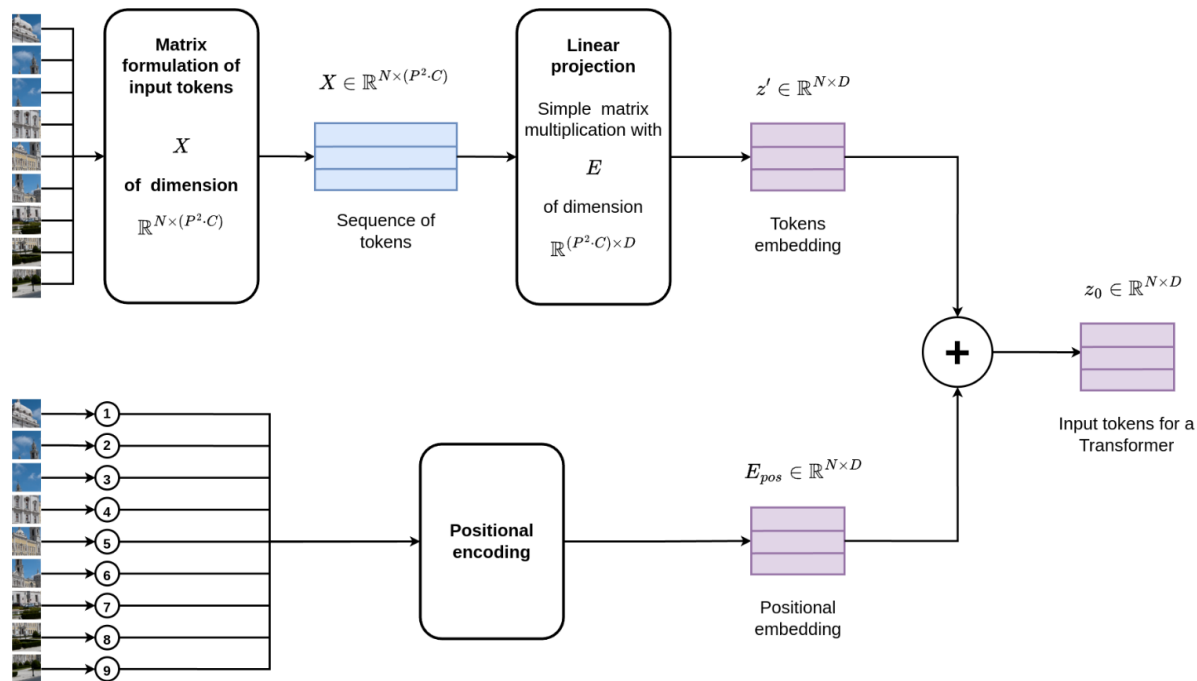 Matrix
formulation of
input tokens
X
of dimension
ℝ^{N×(P²·C)}
X ∈ ℝ^{N×(P²·C)}
Sequence of
tokens
Linear
projection
Simple matrix
multiplication with
E
of dimension
ℝ^{(P²·C)×D}
z′ ∈ ℝ^{N×D}
Tokens
embedding
+
z₀ ∈ ℝ^{N×D}
Input tokens for a
Transformer
1
2
3
4
5
6
7
8
9
Positional
encoding
E_{pos} ∈ ℝ^{N×D}
Positional
embedding